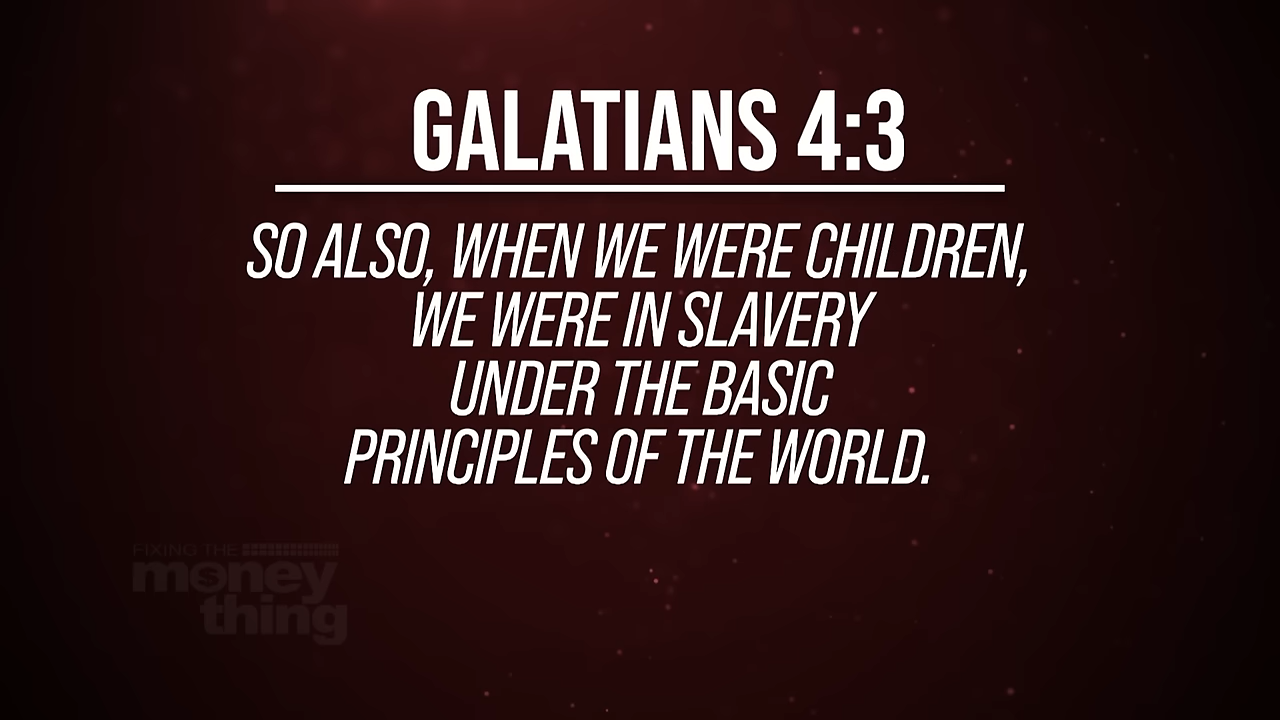 GALATIANS 4:3
SO ALSO, WHEN WE WERE CHILDREN,
WE WERE IN SLAVERY
UNDER THE BASIC
PRINCIPLES OF THE WORLD.
FIXING THE
money
thing